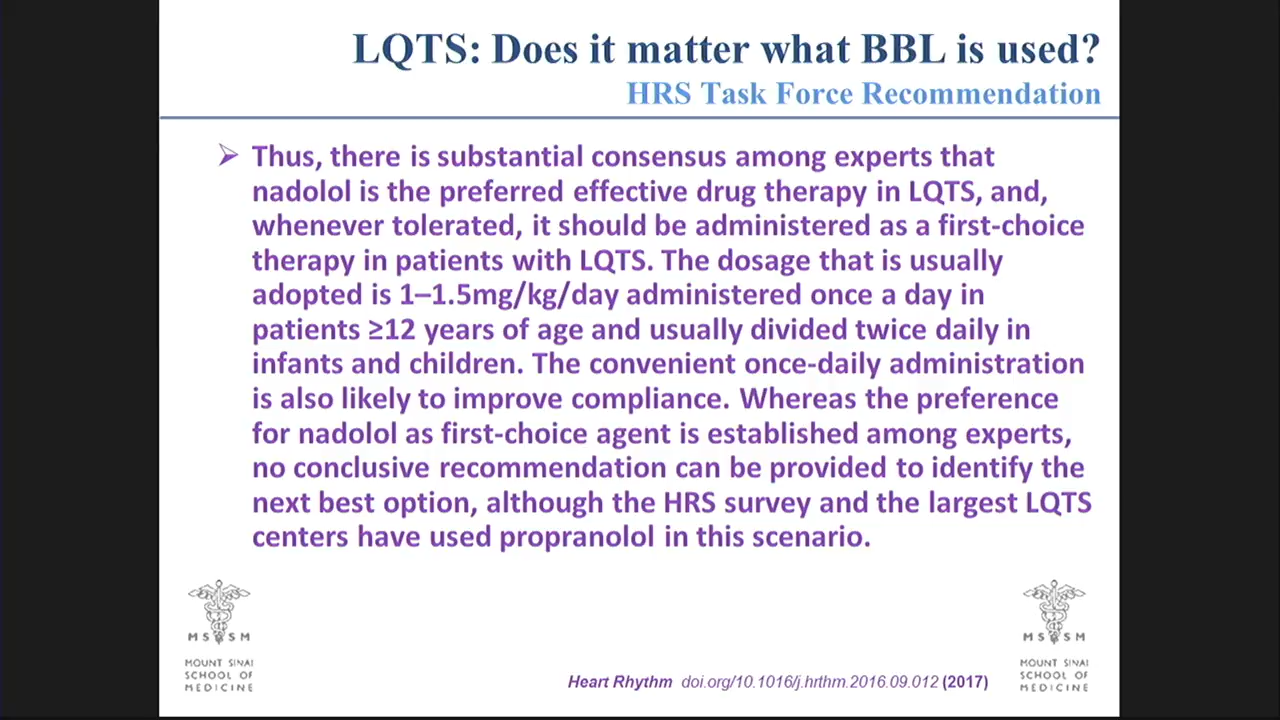 LQTS: Does it matter what BBL is used?
HRS Task Force Recommendation
Thus, there is substantial consensus among experts that
nadolol is the preferred effective drug therapy in LQTS, and,
whenever tolerated, it should be administered as a first-choice
therapy in patients with LQTS. The dosage that is usually
adopted is 1–1.5mg/kg/day administered once a day in
patients ≥12 years of age and usually divided twice daily in
infants and children. The convenient once-daily administration
is also likely to improve compliance. Whereas the preference
for nadolol as first-choice agent is established among experts,
no conclusive recommendation can be provided to identify the
next best option, although the HRS survey and the largest LQTS
centers have used propranolol in this scenario.
MS SM
MOUNT SINAI
SCHOOL OF
MEDICINE
Heart Rhythm doi.org/10.1016/j.hrthm.2016.09.012 (2017)
MS SM
MOUNT SINAI
SCHOOL OF
MEDICINE